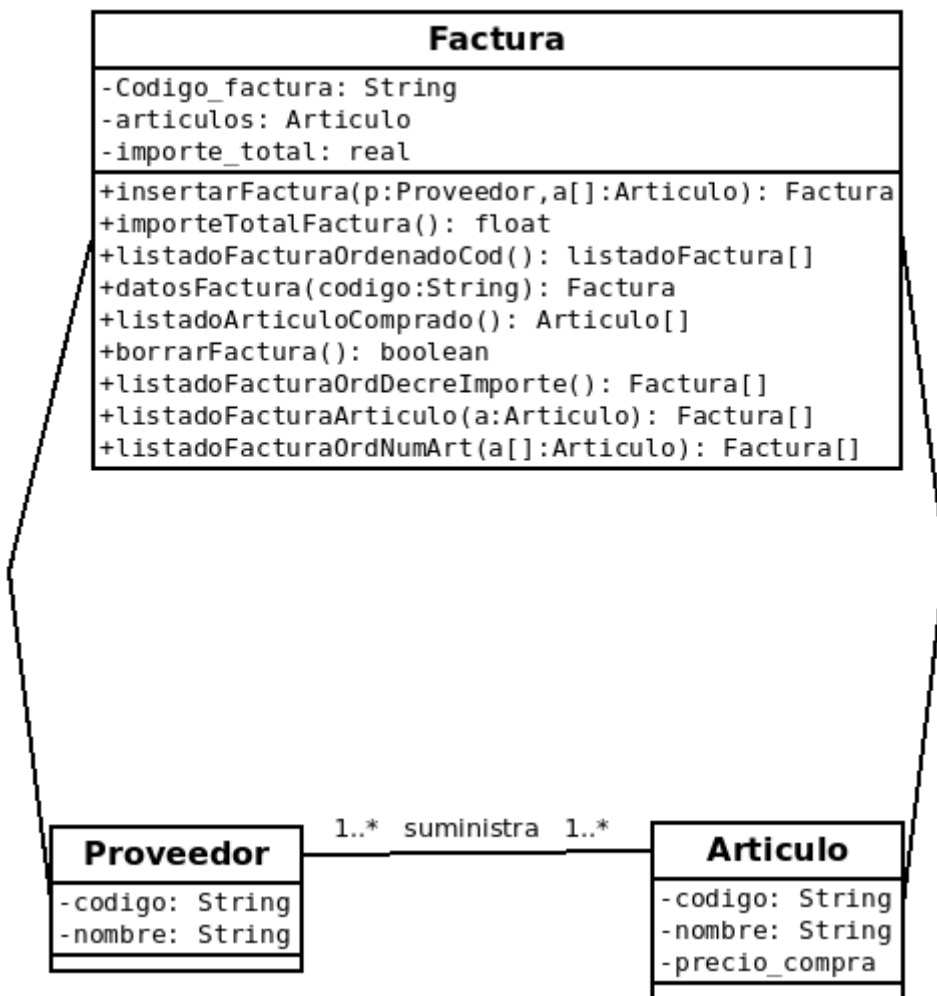 Factura
-Codigo_factura: String
-articulos: Articulo
-importe_total: real
+insertarFactura(p:Proveedor,a[]:Articulo): Factura
+importeTotalFactura(): float
+listadoFacturaOrdenadoCod(): listadoFactura[]
+datosFactura(codigo:String): Factura
+listadoArticuloComprado(): Articulo[]
+borrarFactura(): boolean
+listadoFacturaOrdDecreImporte(): Factura[]
+listadoFacturaArticulo(a:Articulo): Factura[]
+listadoFacturaOrdNumArt(a[]:Articulo): Factura[]
1..* suministra 1..*
Proveedor
-codigo: String
-nombre: String
Articulo
-codigo: String
-nombre: String
-precio_compra